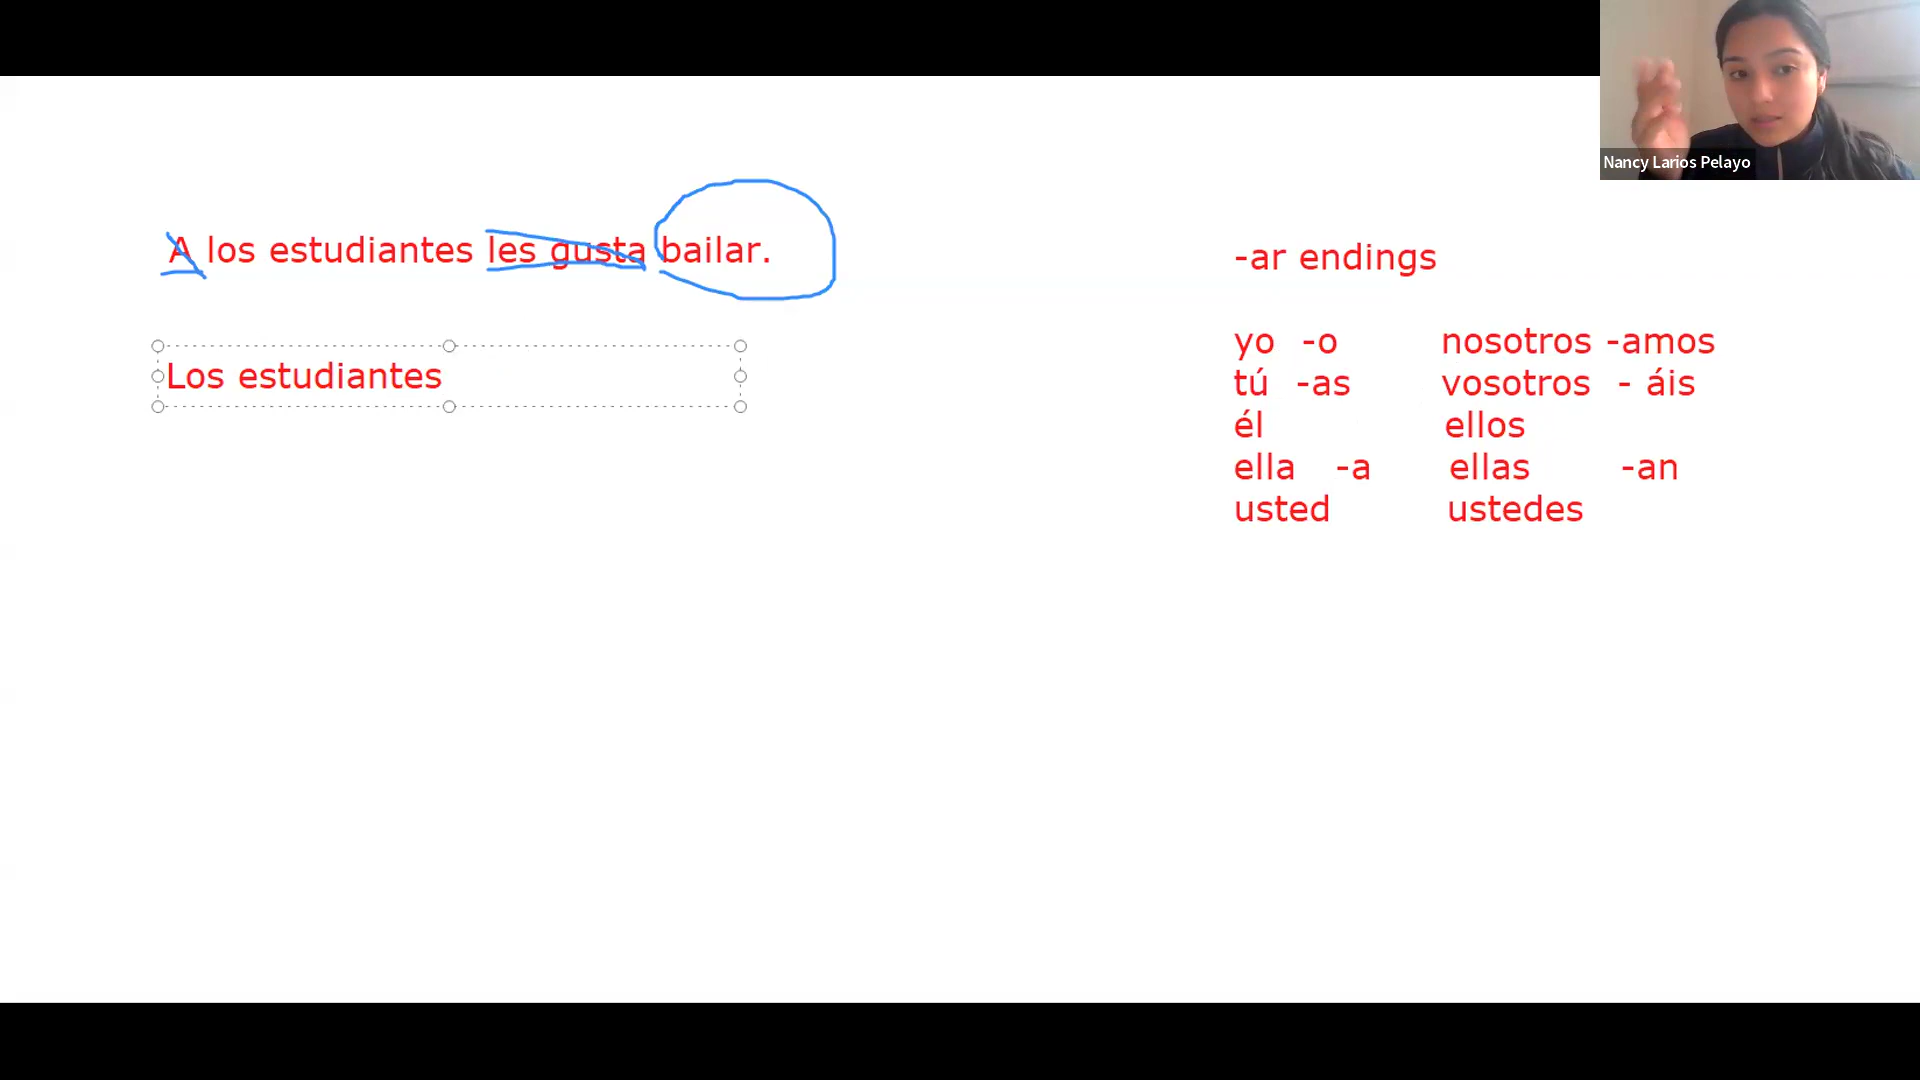 Nancy Larios Pelayo
A los estudiantes les gusta bailar.
Los estudiantes
-ar endings
yo -o nosotros -amos
tú -as vosotros - áis
él ellos
ella -a ellas -an
usted ustedes